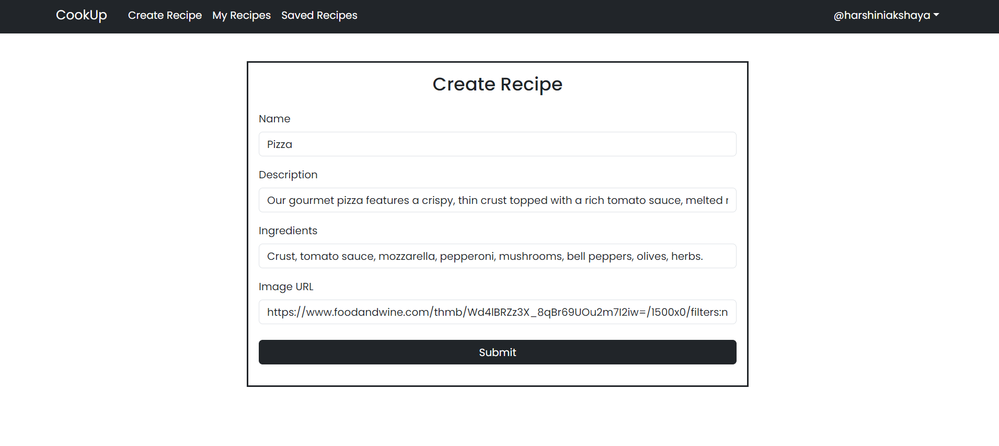 CookUp Create Recipe My Recipes Saved Recipes @harshiniakshaya
Create Recipe
Name
Pizza
Description
Our gourmet pizza features a crispy, thin crust topped with a rich tomato sauce, melted
Ingredients
Crust, tomato sauce, mozzarella, pepperoni, mushrooms, bell peppers, olives, herbs.
Image URL
https://www.foodandwine.com/thmb/Wd4lBRZz3X_8qBr69UOu2m7I2iw=/1500x0/filters:n
Submit